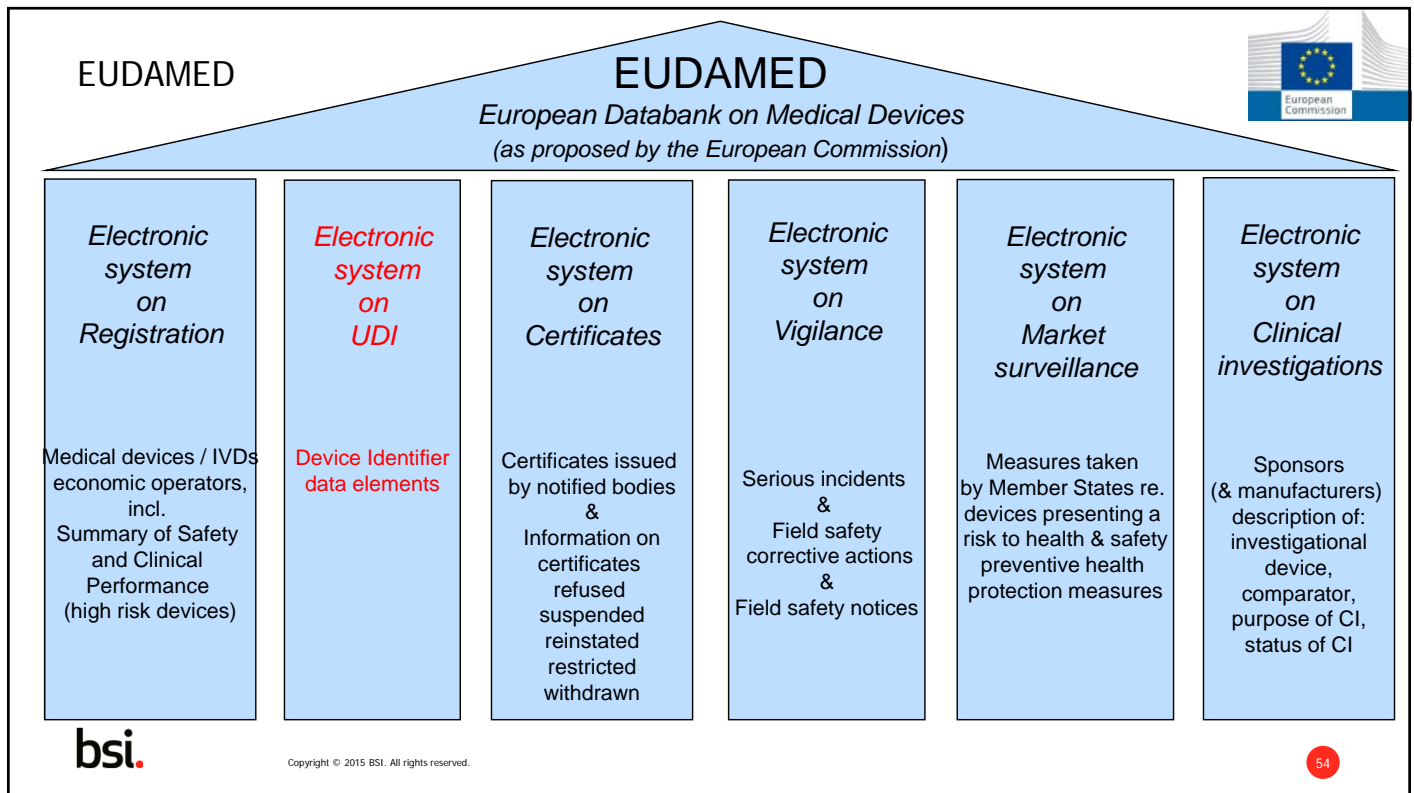 EUDAMED
EUDAMED
European Databank on Medical Devices
(as proposed by the European Commission)
European
Commission
Electronic
system
on
Registration
Medical devices / IVDs
economic operators,
incl.
Summary of Safety
and Clinical
Performance
(high risk devices)
Electronic
system
on
UDI
Device Identifier
data elements
Electronic
system
on
Certificates
Certificates issued
by notified bodies
&
Information on
certificates
refused
suspended
reinstated
restricted
withdrawn
Electronic
system
on
Vigilance
Serious incidents
&
Field safety
corrective actions
&
Field safety notices
Electronic
system
on
Market
surveillance
Measures taken
by Member States re.
devices presenting a
risk to health & safety
preventive health
protection measures
Electronic
system
on
Clinical
investigations
Sponsors
(& manufacturers)
description of:
investigational
device,
comparator,
purpose of CI,
status of CI
bsi.
Copyright © 2015 BSI. All rights reserved.
54